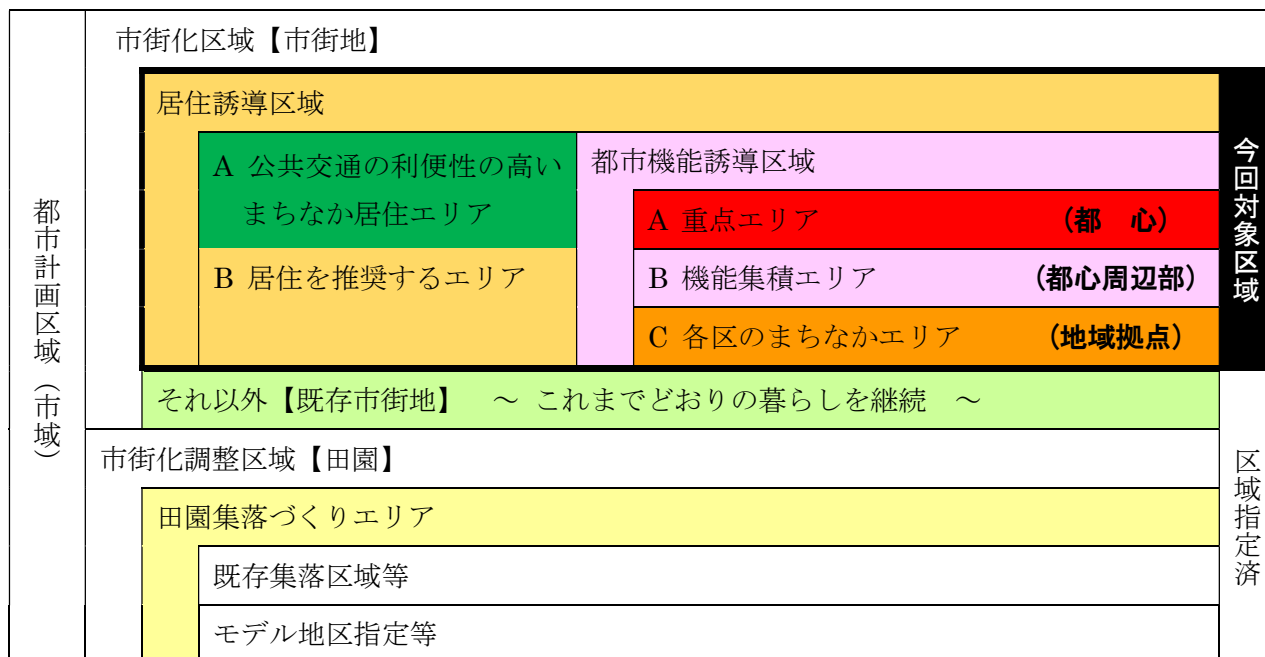 都市計画区域（市域）
市街化区域【市街地】
居住誘導区域
A 公共交通の利便性の高い
まちなか居住エリア
B 居住を推奨するエリア
都市機能誘導区域
A 重点エリア （都　心）
B 機能集積エリア （都心周辺部）
C 各区のまちなかエリア （地域拠点）
今回対象区域
それ以外【既存市街地】　～ これまでどおりの暮らしを継続　～
市街化調整区域【田園】
田園集落づくりエリア
既存集落区域等
モデル地区指定等
区域指定済